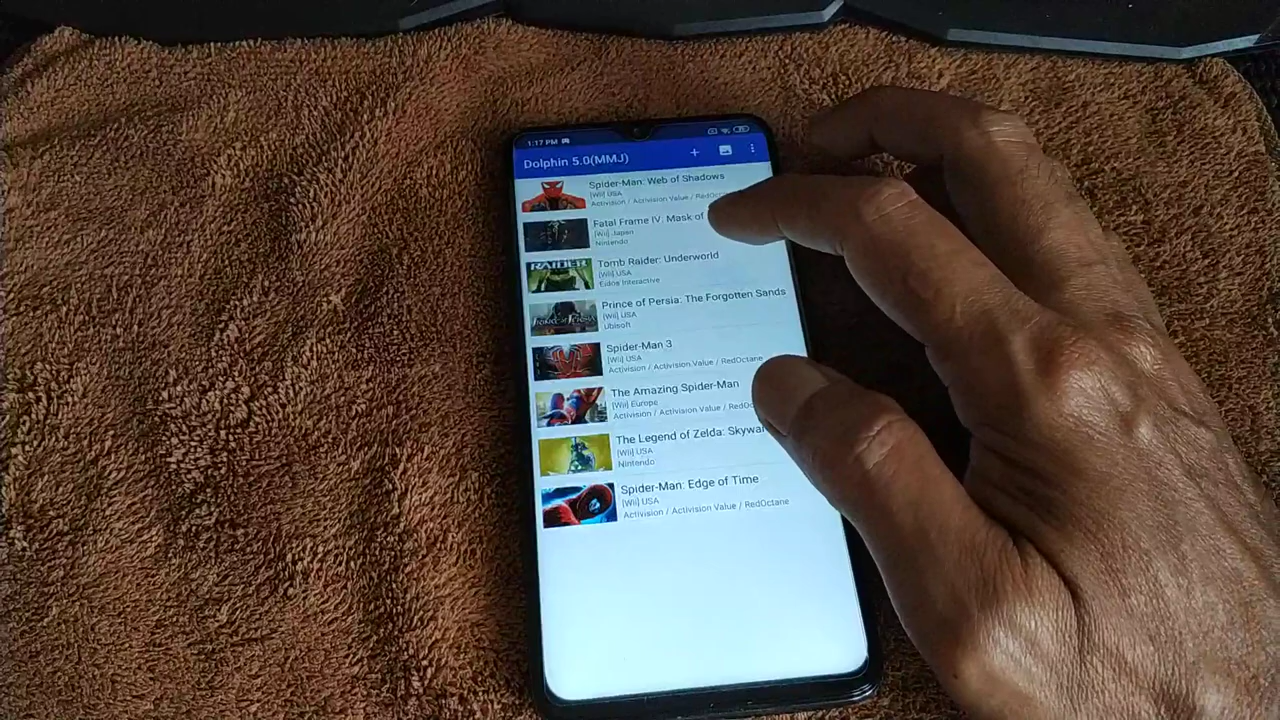 1:17 PM
Dolphin 5.0(MMJ)
Spider-Man: Web of Shadows
[Wii] USA
Activision / Activision Value / RedOc
Fatal Frame IV: Mask of
[Wii] Japan
Nintendo
RAIDER
Tomb Raider: Underworld
[Wii] USA
Eidos Interactive
Prince of Persia: The Forgotten Sands
[Wii] USA
Ubisoft
Spider-Man 3
[Wii] USA
Activision / Activision Value / RedOctane
The Amazing Spider-Man
[Wii] Europe
Activision / Activision Value / RedO
The Legend of Zelda: Skywa
[Wii] USA
Nintendo
Spider-Man: Edge of Time
[Wii] USA
Activision / Activision Value / RedOctane